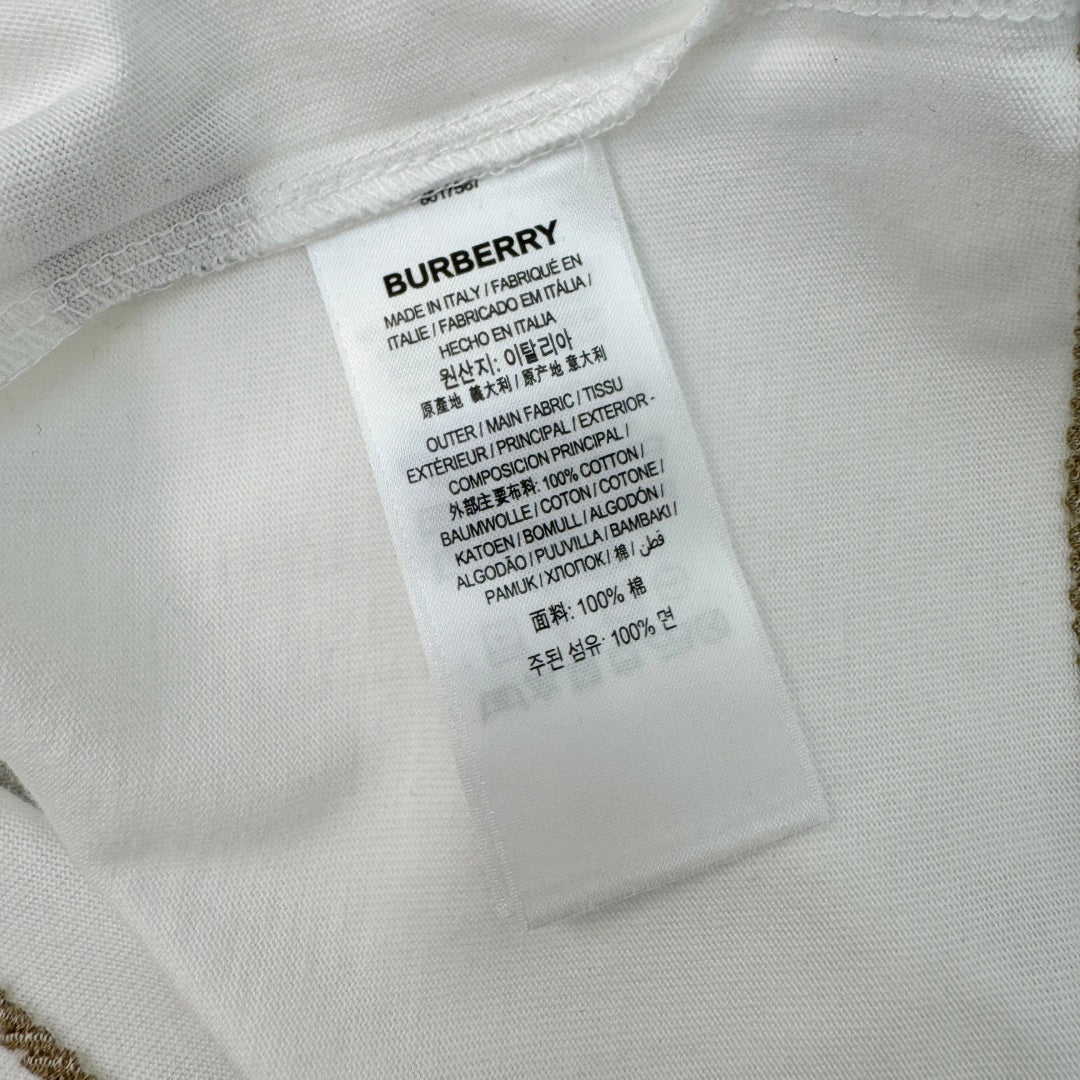 BURBERRY
MADE IN ITALY / FABRIQUÉ EN
ITALIE / FABRICADO EM ITÁLIA /
HECHO EN ITALIA
원산지: 이탈리아
原產地 義大利 / 原产地 意大利
OUTER / MAIN FABRIC / TISSU
EXTÉRIEUR / PRINCIPAL / EXTERIOR -
COMPOSICION PRINCIPAL /
外部主要布料: 100% COTTON /
BAUMWOLLE / COTON / COTONE /
KATOEN / BOMULL / ALGODÓN /
ALGODÃO / PUUVILLA / BAMBAKI /
PAMUK / ХЛОПОК / 棉 / قطن
面料: 100% 棉
주된 섬유: 100% 면